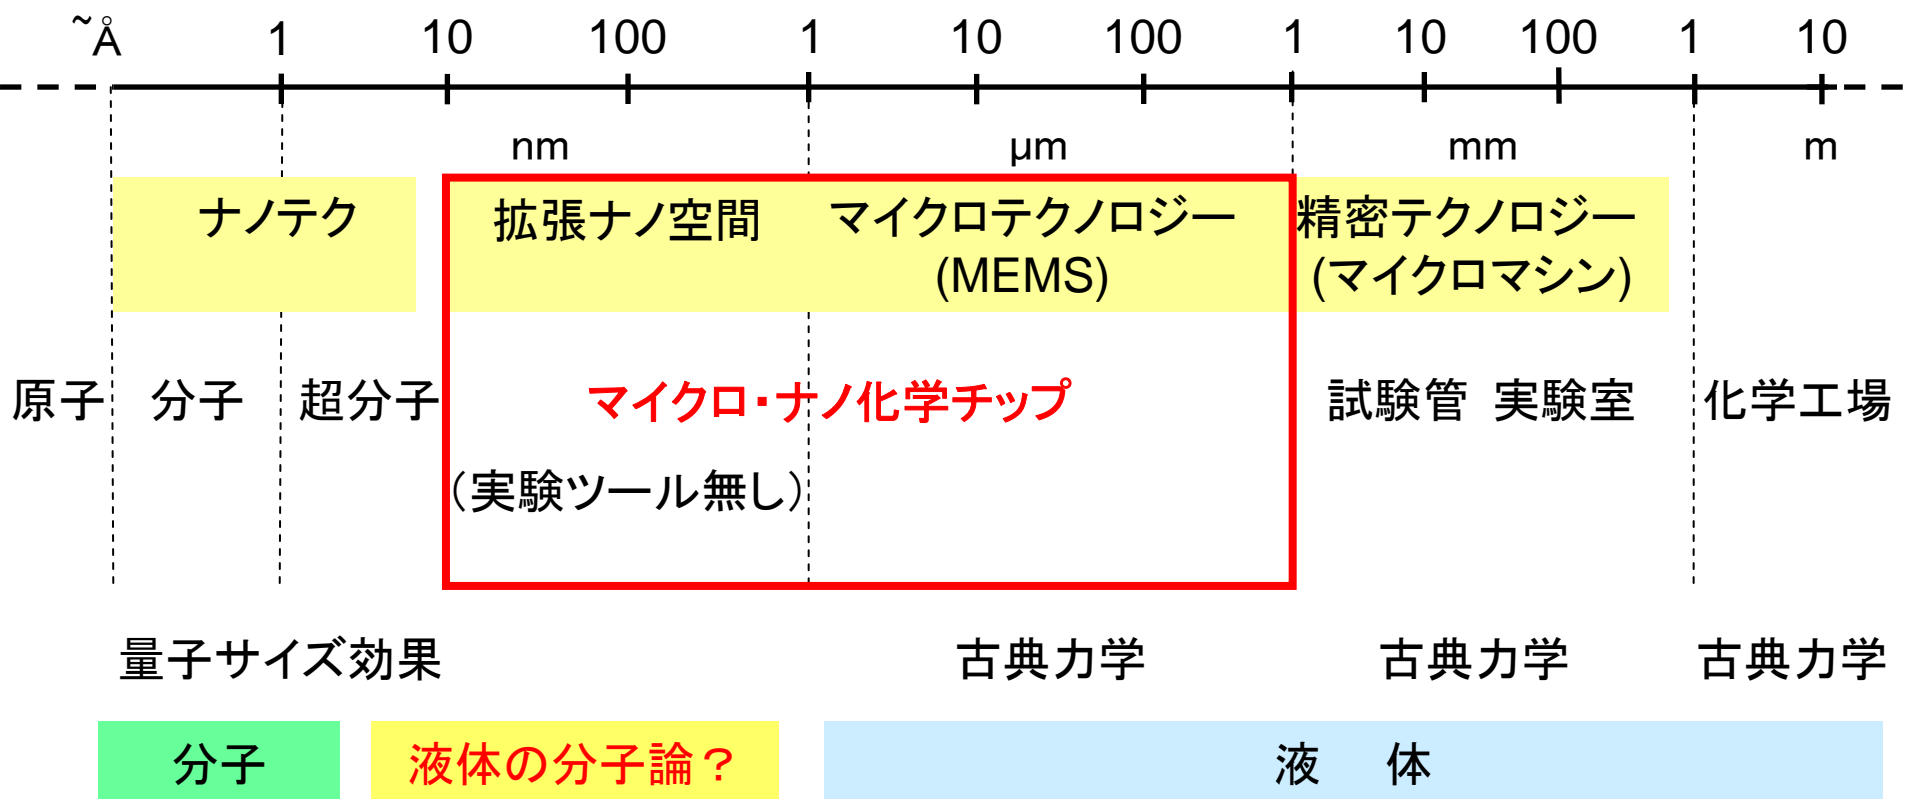 ~Å 1 10 100 1 10 100 1 10 100 1 10
nm μm mm m
ナノテク 拡張ナノ空間 マイクロテクノロジー 精密テクノロジー
(MEMS) (マイクロマシン)
原子 分子 超分子 マイクロ・ナノ化学チップ 試験管 実験室 化学工場
(実験ツール無し)
量子サイズ効果 古典力学 古典力学 古典力学
分子 液体の分子論？ 液 体